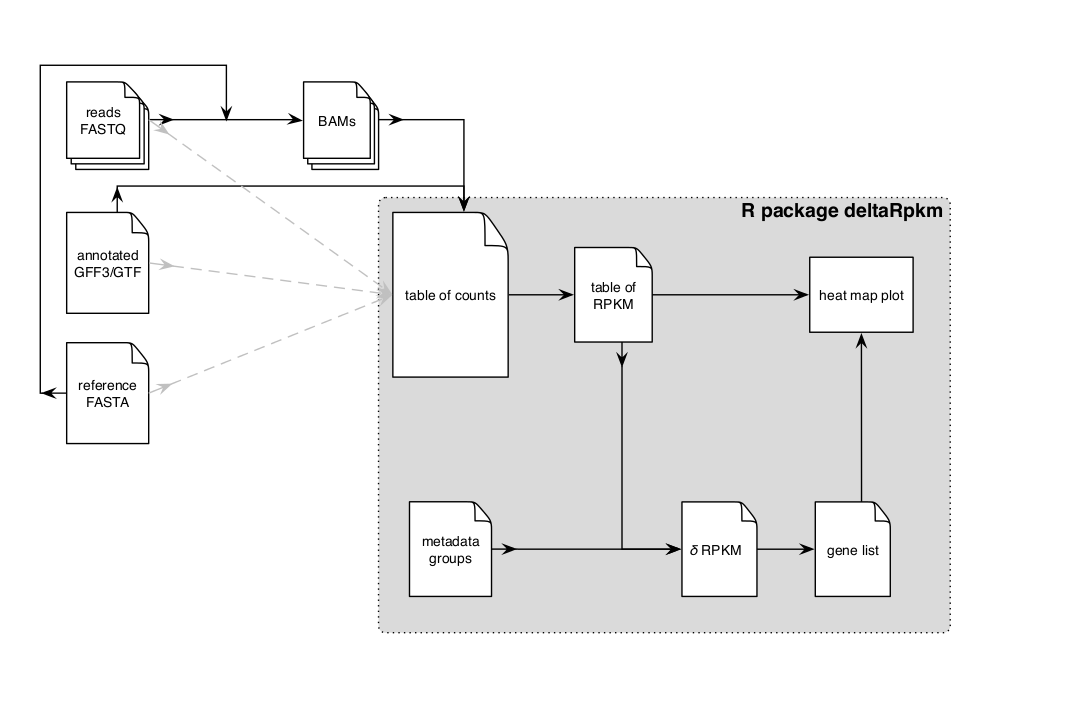 reads
FASTQ
BAMs
R package deltaRpkm
annotated
GFF3/GTF
table of counts
table of
RPKM
heat map plot
reference
FASTA
metadata
groups
δ RPKM
gene list